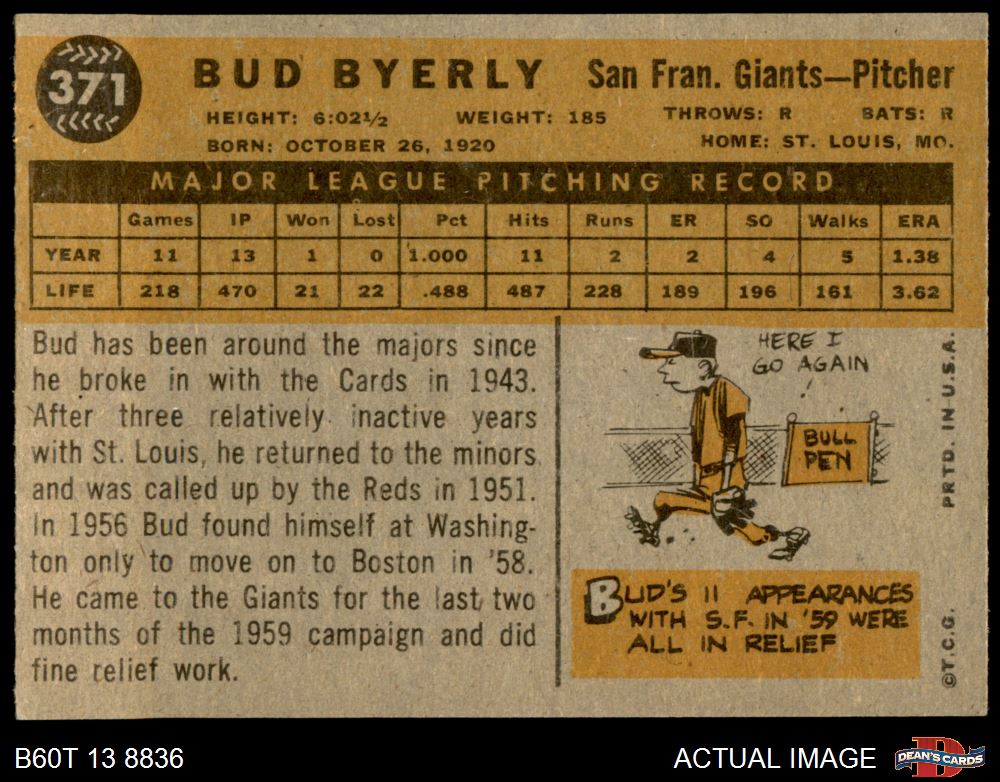 371
BUD BYERLY San Fran. Giants—Pitcher
HEIGHT: 6:02½ WEIGHT: 185 THROWS: R BATS: R
BORN: OCTOBER 26, 1920 HOME: ST. LOUIS, MO.
MAJOR LEAGUE PITCHING RECORD
Games IP Won Lost Pct Hits Runs ER SO Walks ERA
YEAR 11 13 1 0 1.000 11 2 2 4 5 1.38
LIFE 218 470 21 22 .488 487 228 189 196 161 3.62
Bud has been around the majors since
he broke in with the Cards in 1943.
After three relatively inactive years
with St. Louis, he returned to the minors
and was called up by the Reds in 1951.
In 1956 Bud found himself at Washing-
ton only to move on to Boston in '58.
He came to the Giants for the last two
months of the 1959 campaign and did
fine relief work.
HERE I
GO AGAIN
BULL
PEN
BUD'S 11 APPEARANCES
WITH S.F. IN '59 WERE
ALL IN RELIEF
©T.C.G. PRTD. IN U.S.A.
B60T 13 8836 ACTUAL IMAGE
D
DEAN'S CARDS